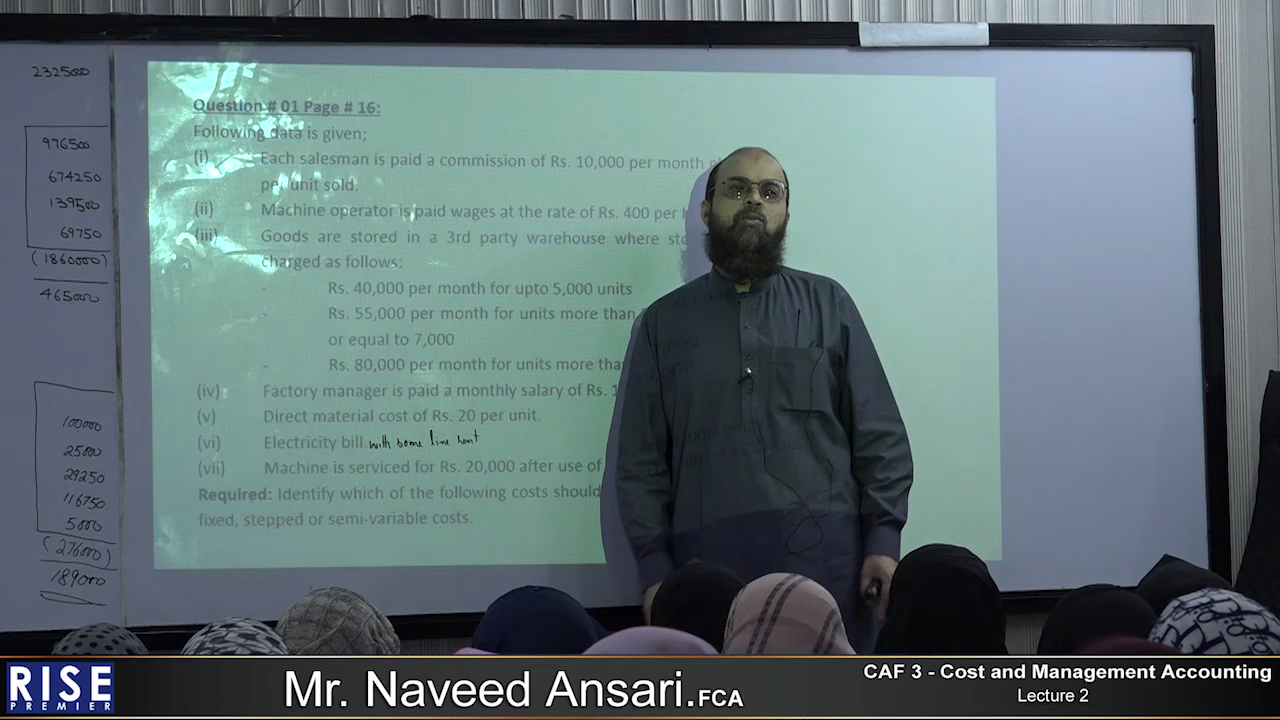 232500
976500
674250
139500
69750
(1860000)
465000
100000
25000
29250
116750
5000
(276000)
189000
Question # 01 Page # 16:
Following data is given;
(i) Each salesman is paid a commission of Rs. 10,000 per month
per unit sold.
(ii) Machine operator is paid wages at the rate of Rs. 400 per
(iii) Goods are stored in a 3rd party warehouse where
charged as follows:
- Rs. 40,000 per month for upto 5,000 units
- Rs. 55,000 per month for units more than
or equal to 7,000
- Rs. 80,000 per month for units more
(iv) Factory manager is paid a monthly salary of Rs.
(v) Direct material cost of Rs. 20 per unit.
(vi) Electricity bill with some line rent
(vii) Machine is serviced for Rs. 20,000 after use of
Required: Identify which of the following costs should
fixed, stepped or semi-variable costs.
RISE
PREMIER
Mr. Naveed Ansari.FCA
CAF 3 - Cost and Management Accounting
Lecture 2